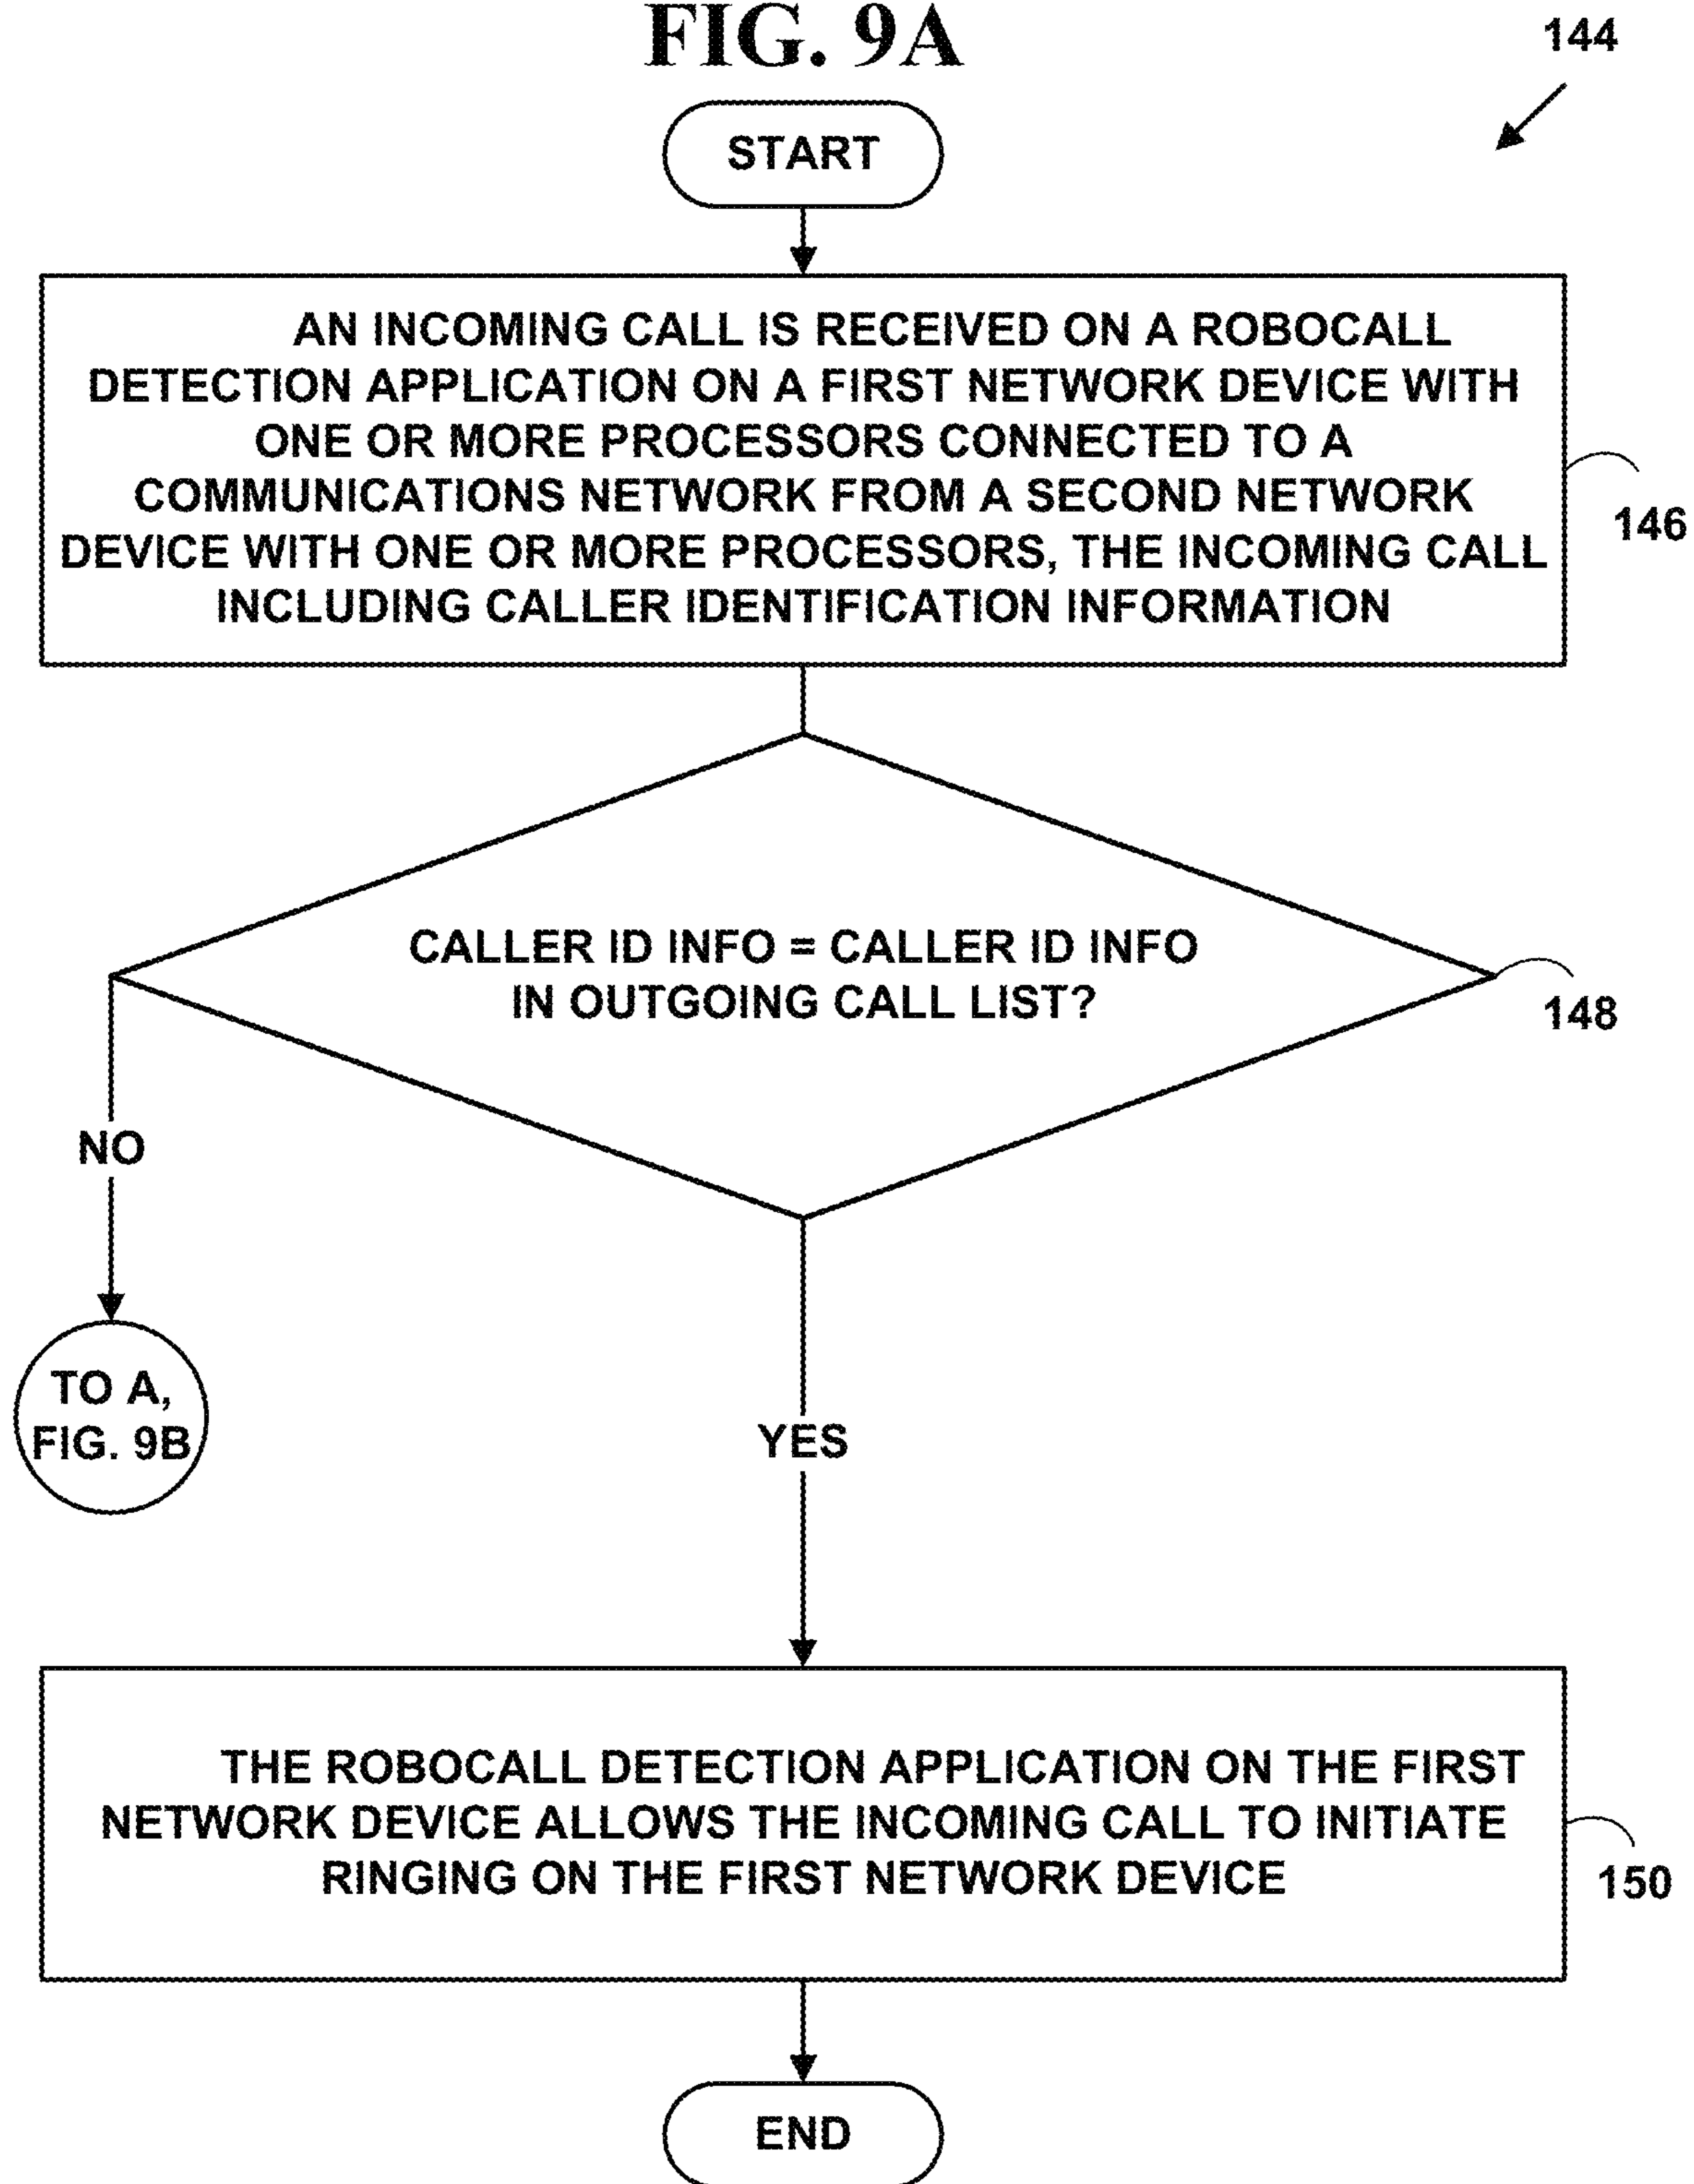 FIG. 9A
144
START
AN INCOMING CALL IS RECEIVED ON A ROBOCALL
DETECTION APPLICATION ON A FIRST NETWORK DEVICE WITH
ONE OR MORE PROCESSORS CONNECTED TO A
COMMUNICATIONS NETWORK FROM A SECOND NETWORK
DEVICE WITH ONE OR MORE PROCESSORS, THE INCOMING CALL
INCLUDING CALLER IDENTIFICATION INFORMATION
146
CALLER ID INFO = CALLER ID INFO
IN OUTGOING CALL LIST?
148
NO
TO A,
FIG. 9B
YES
THE ROBOCALL DETECTION APPLICATION ON THE FIRST
NETWORK DEVICE ALLOWS THE INCOMING CALL TO INITIATE
RINGING ON THE FIRST NETWORK DEVICE
150
END